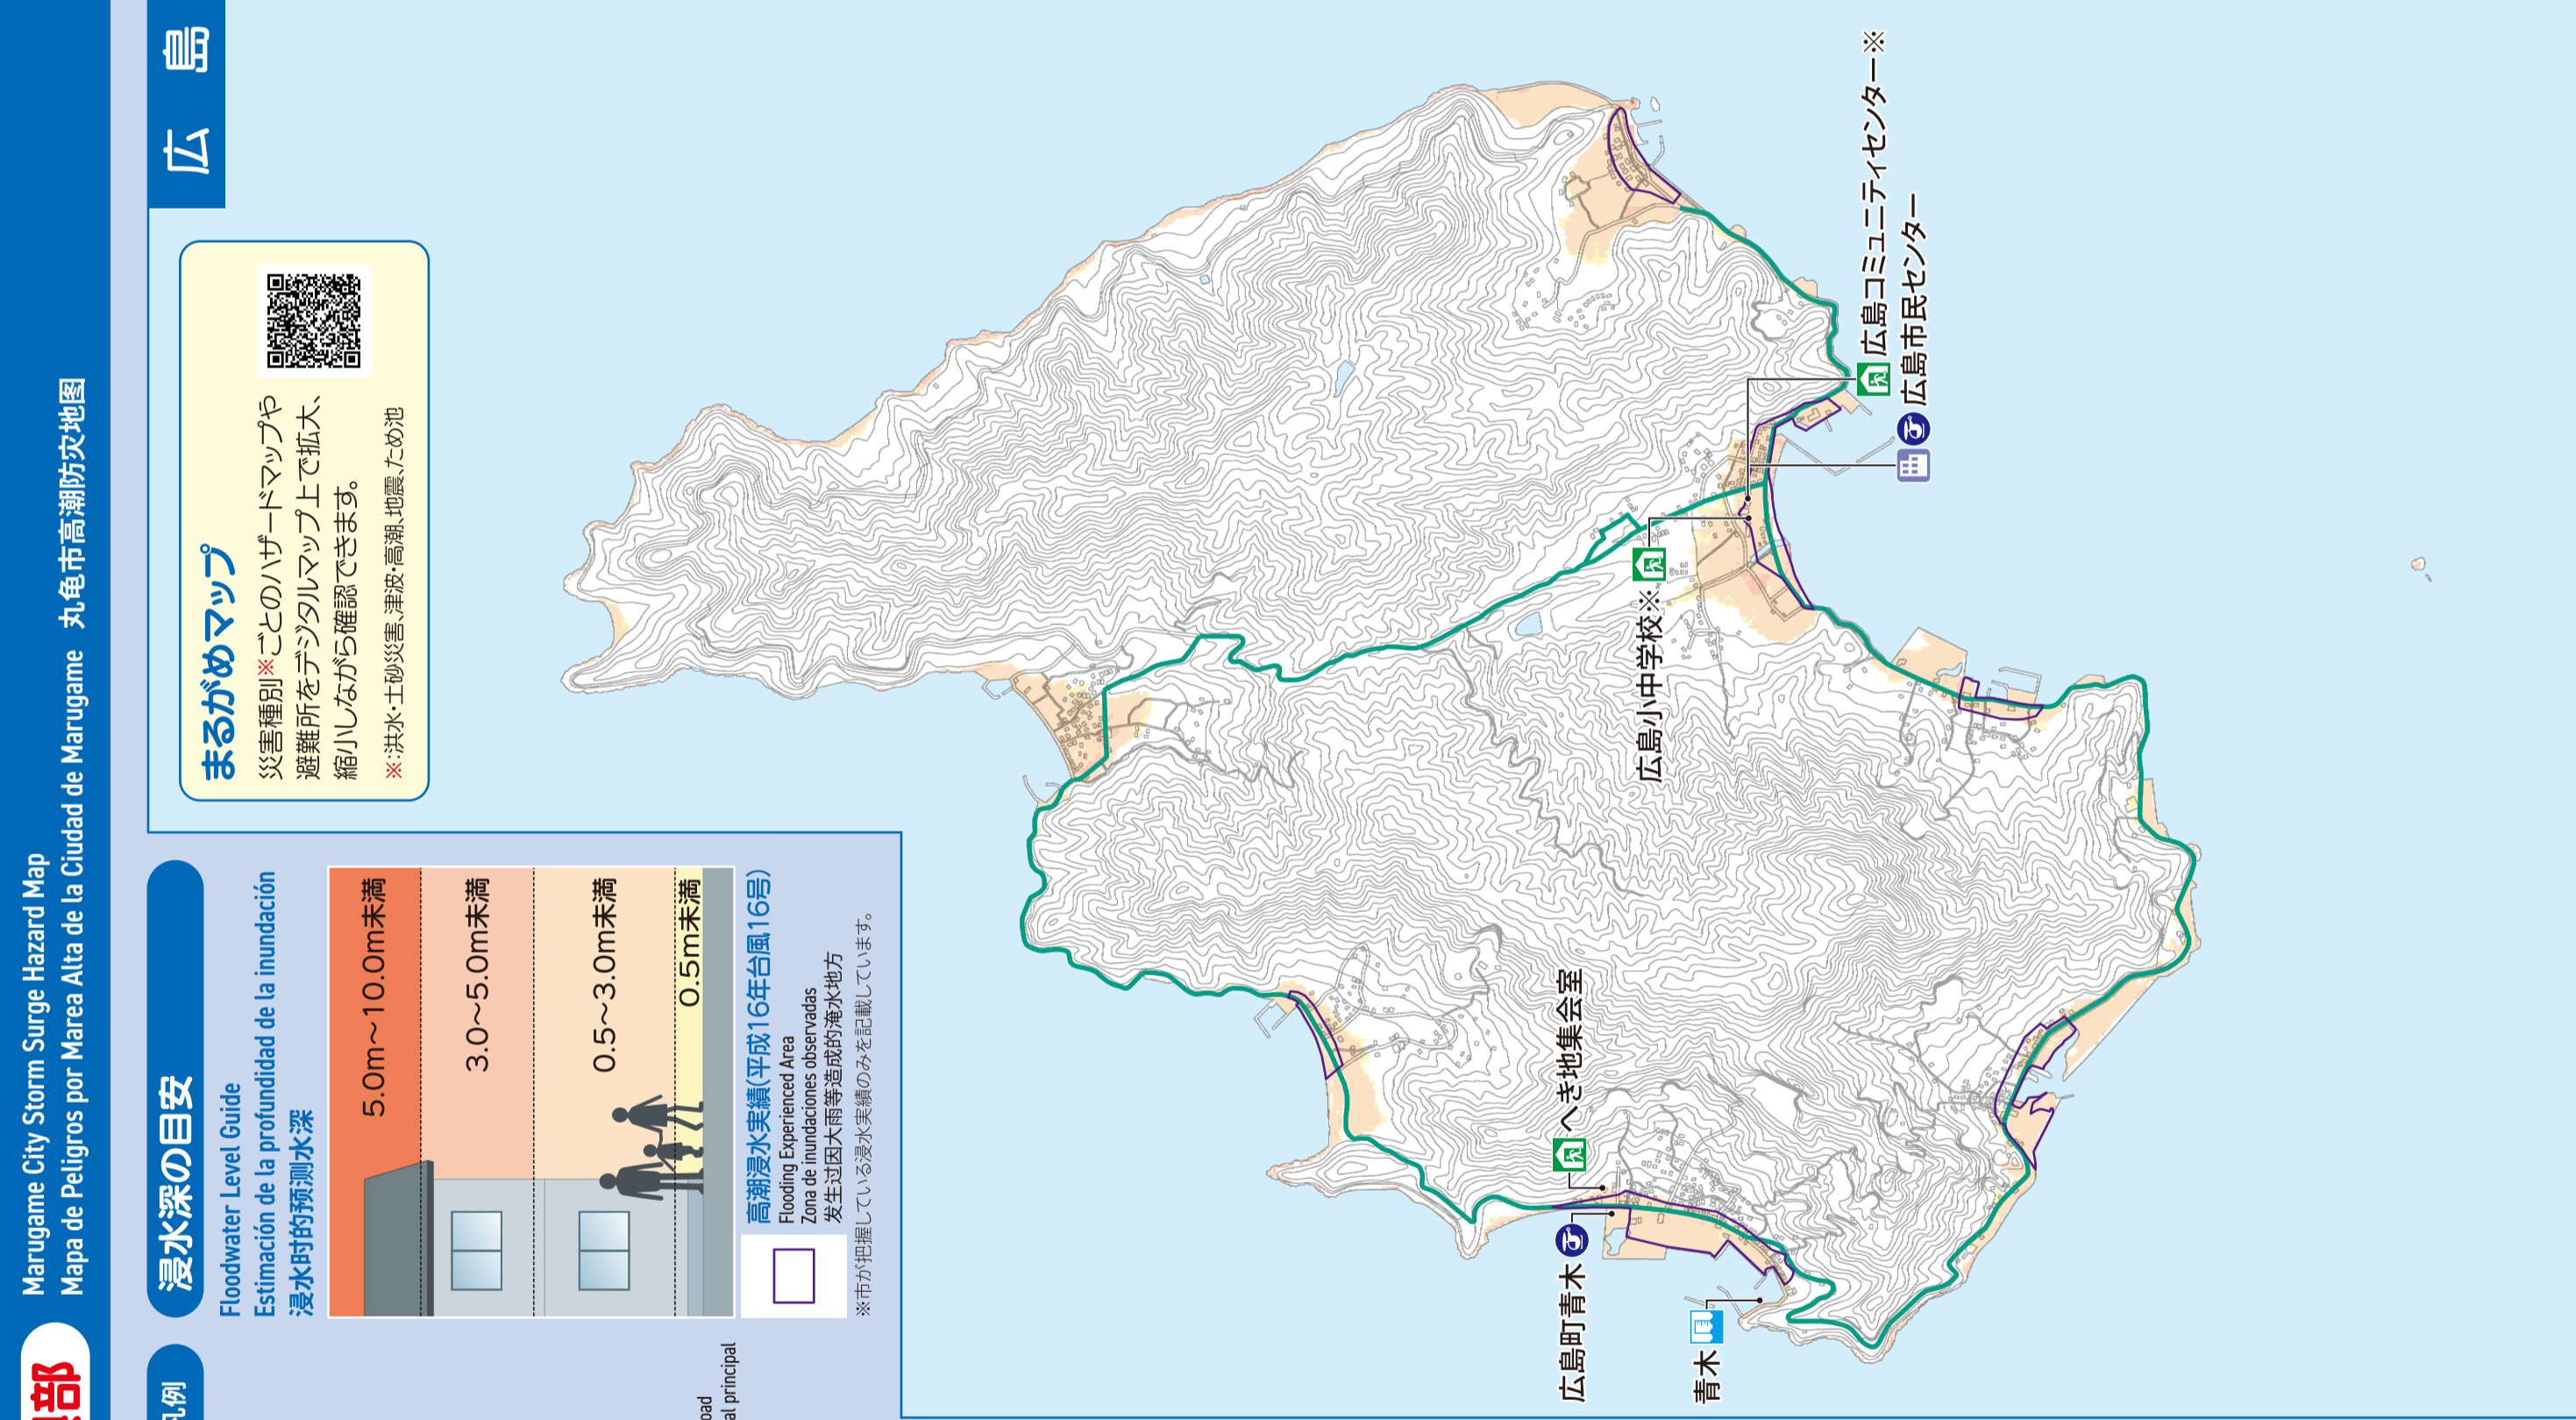 部
Marugame City Storm Surge Hazard Map
Mapa de Peligros por Marea Alta de la Ciudad de Marugame 丸亀市高潮防灾地图
広 島
まるがめマップ
災害種別※ごとのハザードマップや
避難所をデジタルマップ上で拡大、
縮小しながら確認できます。
※:洪水・土砂災害、津波・高潮、地震、ため池
凡例
浸水深の目安
Floodwater Level Guide
Estimación de la profundidad de la inundación
浸水时的预测水深
5.0m～10.0m未満
3.0～5.0m未満
0.5～3.0m未満
0.5m未満
高潮浸水実績(平成16年台風16号)
Flooding Experienced Area
Zona de inundaciones observadas
发生过因大雨等造成的淹水地方
※市が把握している浸水実績のみを記載しています。
al principal
広島コミュニティセンター※
広島市民センター
広島小中学校※
へき地集会室
広島町青木
青木